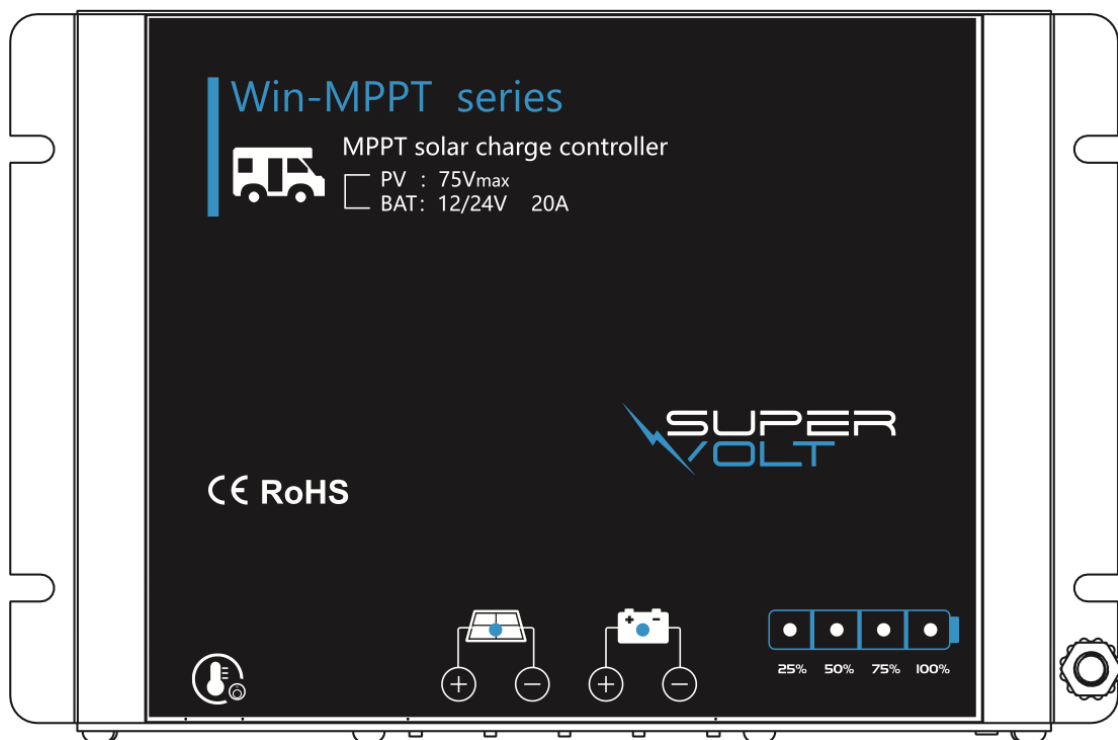 Win-MPPT series
MPPT solar charge controller
PV : 75Vmax
BAT: 12/24V 20A
SUPER
VOLT
CE RoHS
+ -
+ - + -
25% 50% 75% 100%